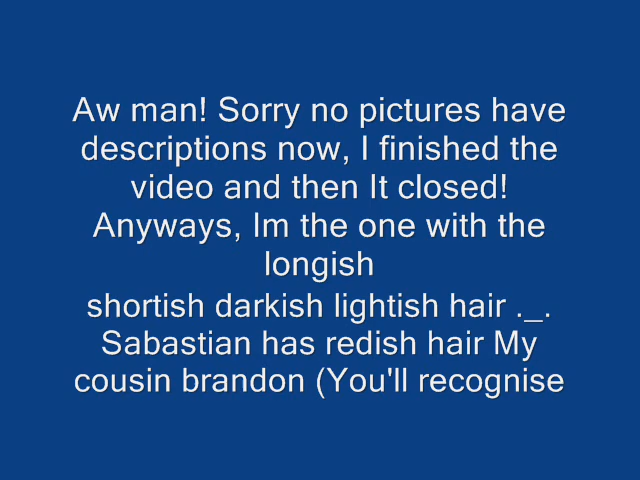 Aw man! Sorry no pictures have
descriptions now, I finished the
video and then It closed!
Anyways, Im the one with the
longish
shortish darkish lightish hair ._.
Sabastian has redish hair My
cousin brandon (You'll recognise